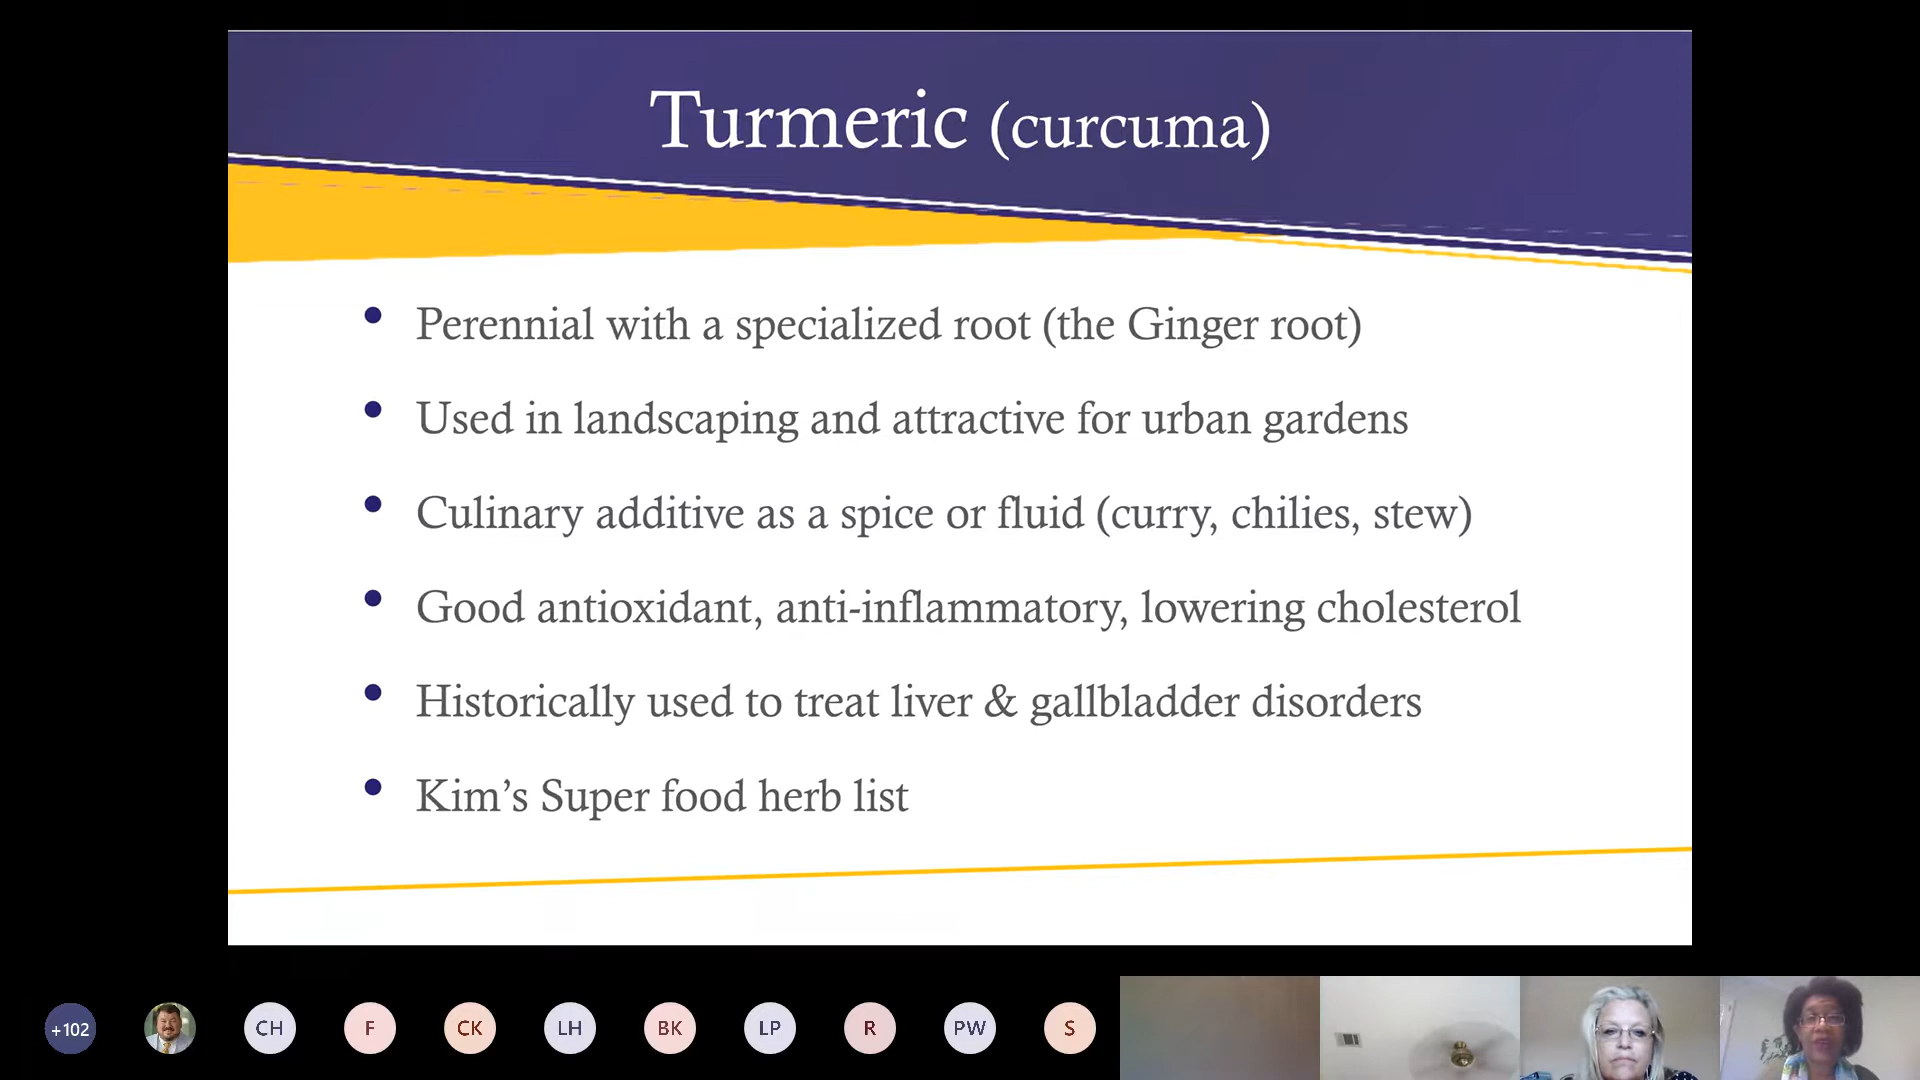 Turmeric (curcuma)
Perennial with a specialized root (the Ginger root)
Used in landscaping and attractive for urban gardens
Culinary additive as a spice or fluid (curry, chilies, stew)
Good antioxidant, anti-inflammatory, lowering cholesterol
Historically used to treat liver & gallbladder disorders
Kim’s Super food herb list
+102
CH
F
CK
LH
BK
LP
R
PW
S